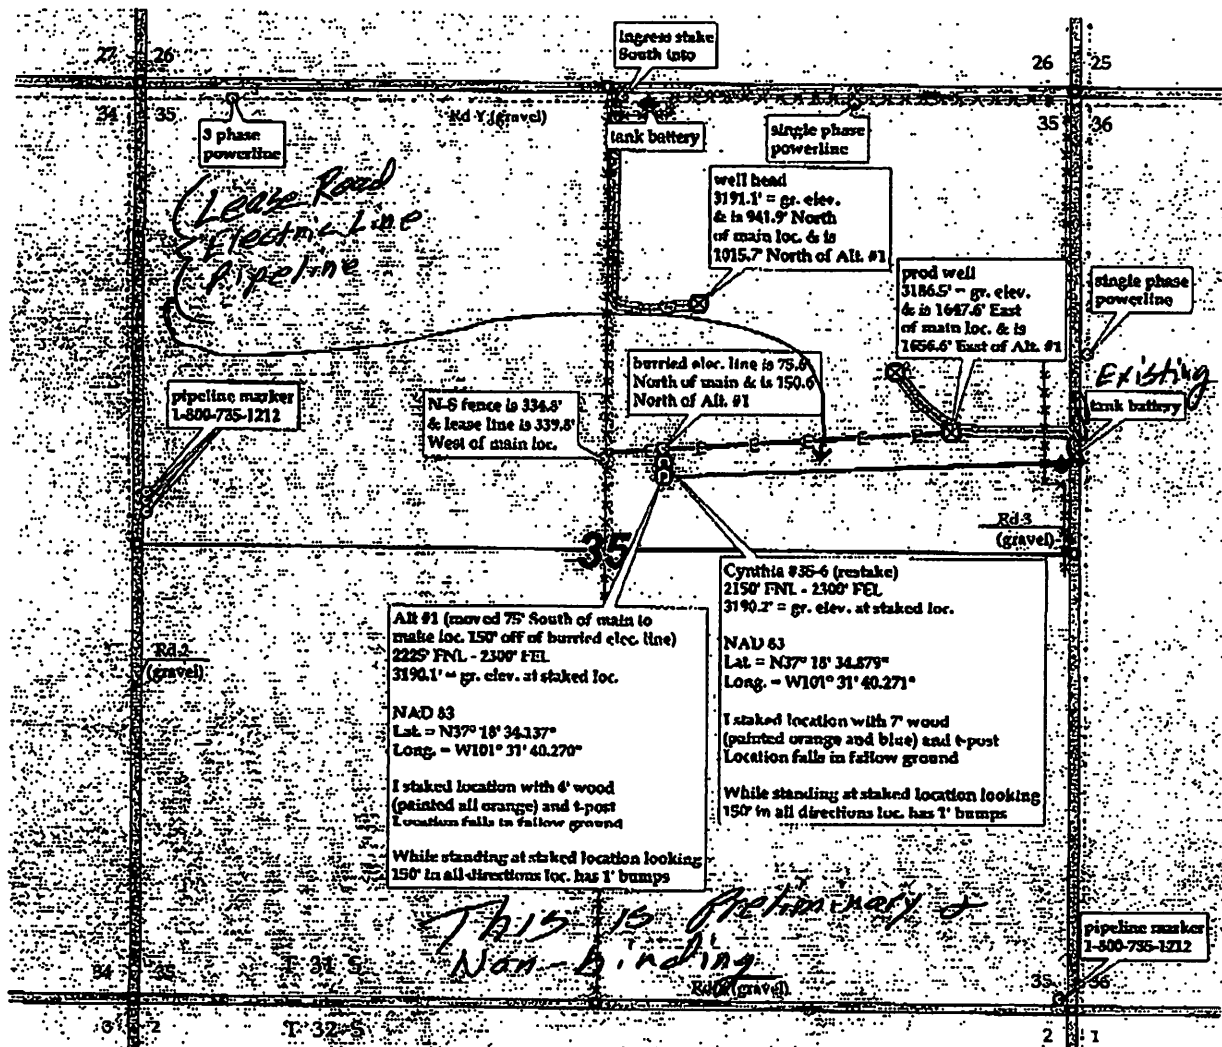 Ingress stake
South into
27 26
26 25
34 35
35 36
3 phase
powerline
Rd Y (gravel)
tank battery
single phase
powerline
Lease Road
Electric Line
Pipeline
well head
3191.1' = gr. elev.
& is 941.9' North
of main loc. & is
1015.7' North of Alt. #1
prod well
3186.5' = gr. elev.
& is 1647.6' East
of main loc. & is
1656.6' East of Alt. #1
single phase
powerline
Existing
tank battery
pipeline marker
1-800-735-1212
N-S fence is 334.8'
& lease line is 339.8'
West of main loc.
burried elec. line is 75.6'
North of main & is 150.6'
North of Alt. #1
E E E E E
35
Rd 3
(gravel)
Rd 2
(gravel)
Alt #1 (moved 75' South of main to
make loc. 150' off of burried elec. line)
2225' FNL - 2300' FEL
3190.1' = gr. elev. at staked loc.
NAD 83
Lat. = N37° 18' 34.137"
Long. = W101° 31' 40.270"
I staked location with 6' wood
(painted all orange) and t-post
Location falls in fallow ground
While standing at staked location looking
150' in all directions loc. has 1' bumps
Cynthia #35-6 (restake)
2150' FNL - 2300' FEL
3190.2' = gr. elev. at staked loc.
NAD 83
Lat. = N37° 18' 34.879"
Long. = W101° 31' 40.271"
I staked location with 7' wood
(painted orange and blue) and t-post
Location falls in fallow ground
While standing at staked location looking
150' in all directions loc. has 1' bumps
This is Preliminary &
Non-binding
pipeline marker
1-800-735-1212
34 35
T 31 S
35 36
(gravel)
3 2
T 32 S
2 1